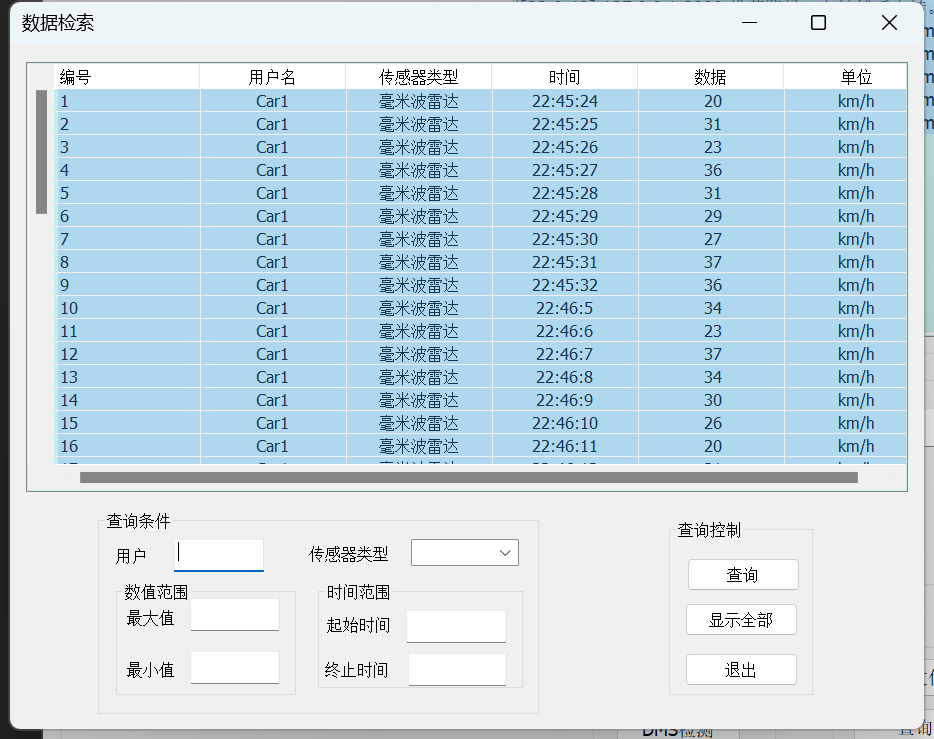 数据检索
编号 用户名 传感器类型 时间 数据 单位
1 Car1 毫米波雷达 22:45:24 20 km/h
2 Car1 毫米波雷达 22:45:25 31 km/h
3 Car1 毫米波雷达 22:45:26 23 km/h
4 Car1 毫米波雷达 22:45:27 36 km/h
5 Car1 毫米波雷达 22:45:28 31 km/h
6 Car1 毫米波雷达 22:45:29 29 km/h
7 Car1 毫米波雷达 22:45:30 27 km/h
8 Car1 毫米波雷达 22:45:31 37 km/h
9 Car1 毫米波雷达 22:45:32 36 km/h
10 Car1 毫米波雷达 22:46:5 34 km/h
11 Car1 毫米波雷达 22:46:6 23 km/h
12 Car1 毫米波雷达 22:46:7 37 km/h
13 Car1 毫米波雷达 22:46:8 34 km/h
14 Car1 毫米波雷达 22:46:9 30 km/h
15 Car1 毫米波雷达 22:46:10 26 km/h
16 Car1 毫米波雷达 22:46:11 20 km/h
查询条件
用户 传感器类型
数值范围 时间范围
最大值 起始时间
最小值 终止时间
查询控制
查询
显示全部
退出
DMS检测 查询